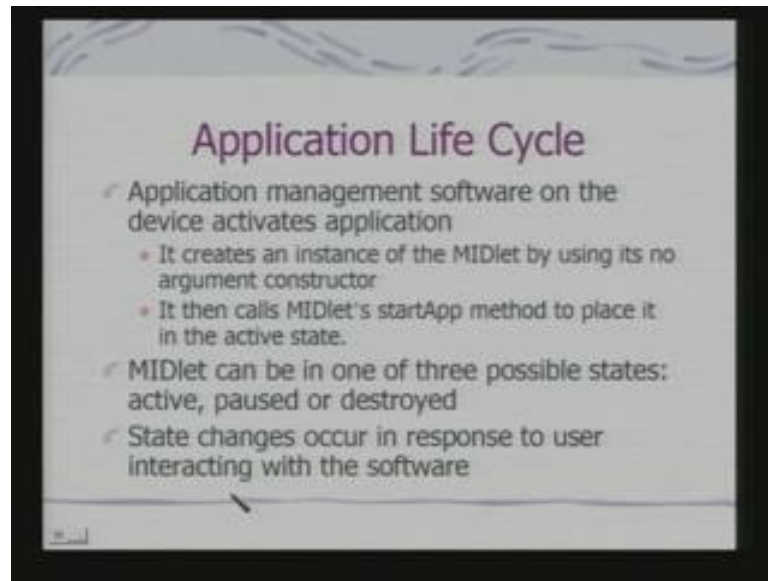 Application Life Cycle
Application management software on the
device activates application
It creates an instance of the MIDlet by using its no
argument constructor
It then calls MIDlet's startApp method to place it
in the active state.
MIDlet can be in one of three possible states:
active, paused or destroyed
State changes occur in response to user
interacting with the software